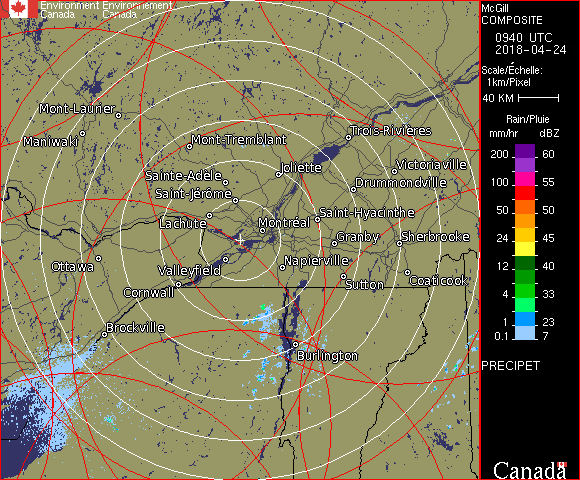 Environment Environnement
Canada Canada
McGill
COMPOSITE
0940 UTC
2018-04-24
Scale/Échelle:
1km/Pixel
40 KM
Rain/Pluie
mm/hr dBZ
200 60
100 55
50 50
24 45
12 40
4 33
1 23
0.1 7
PRECIPET
Mont-Laurier
Maniwaki
Mont-Tremblant
Trois-Rivières
Joliette
Victoriaville
Sainte-Adèle
Drummondville
Saint-Jérôme
Saint-Hyacinthe
Lachute
Montréal
Granby
Sherbrooke
Ottawa
Valleyfield
Napierville
Cornwall
Sutton
Coaticook
Brockville
Burlington
Canada